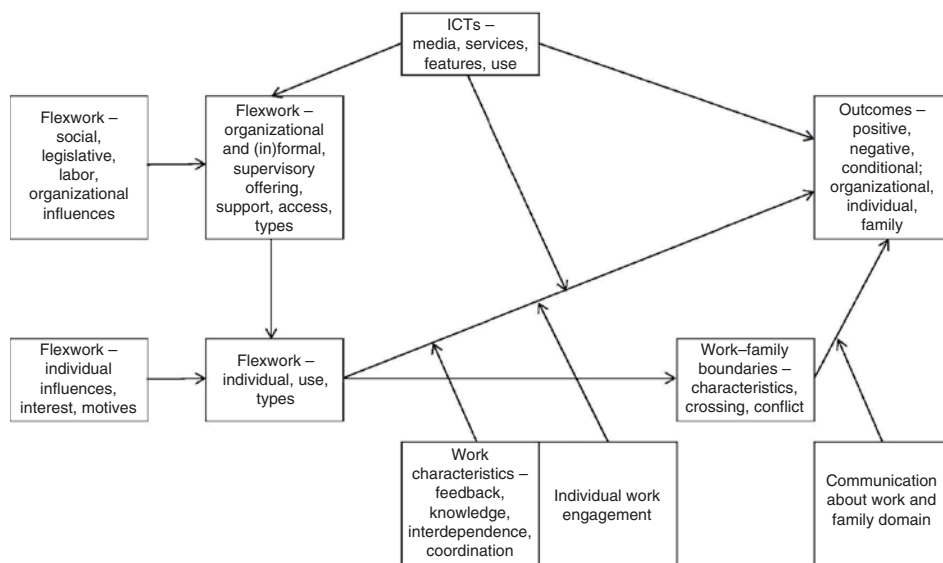 ICTs –
media, services,
features, use
Flexwork –
social,
legislative,
labor,
organizational
influences
Flexwork –
organizational
and (in)formal,
supervisory
offering,
support, access,
types
Outcomes –
positive,
negative,
conditional;
organizational,
individual,
family
Flexwork –
individual
influences,
interest, motives
Flexwork –
individual, use,
types
Work–family
boundaries –
characteristics,
crossing, conflict
Work
characteristics –
feedback,
knowledge,
interdependence,
coordination
Individual work
engagement
Communication
about work and
family domain